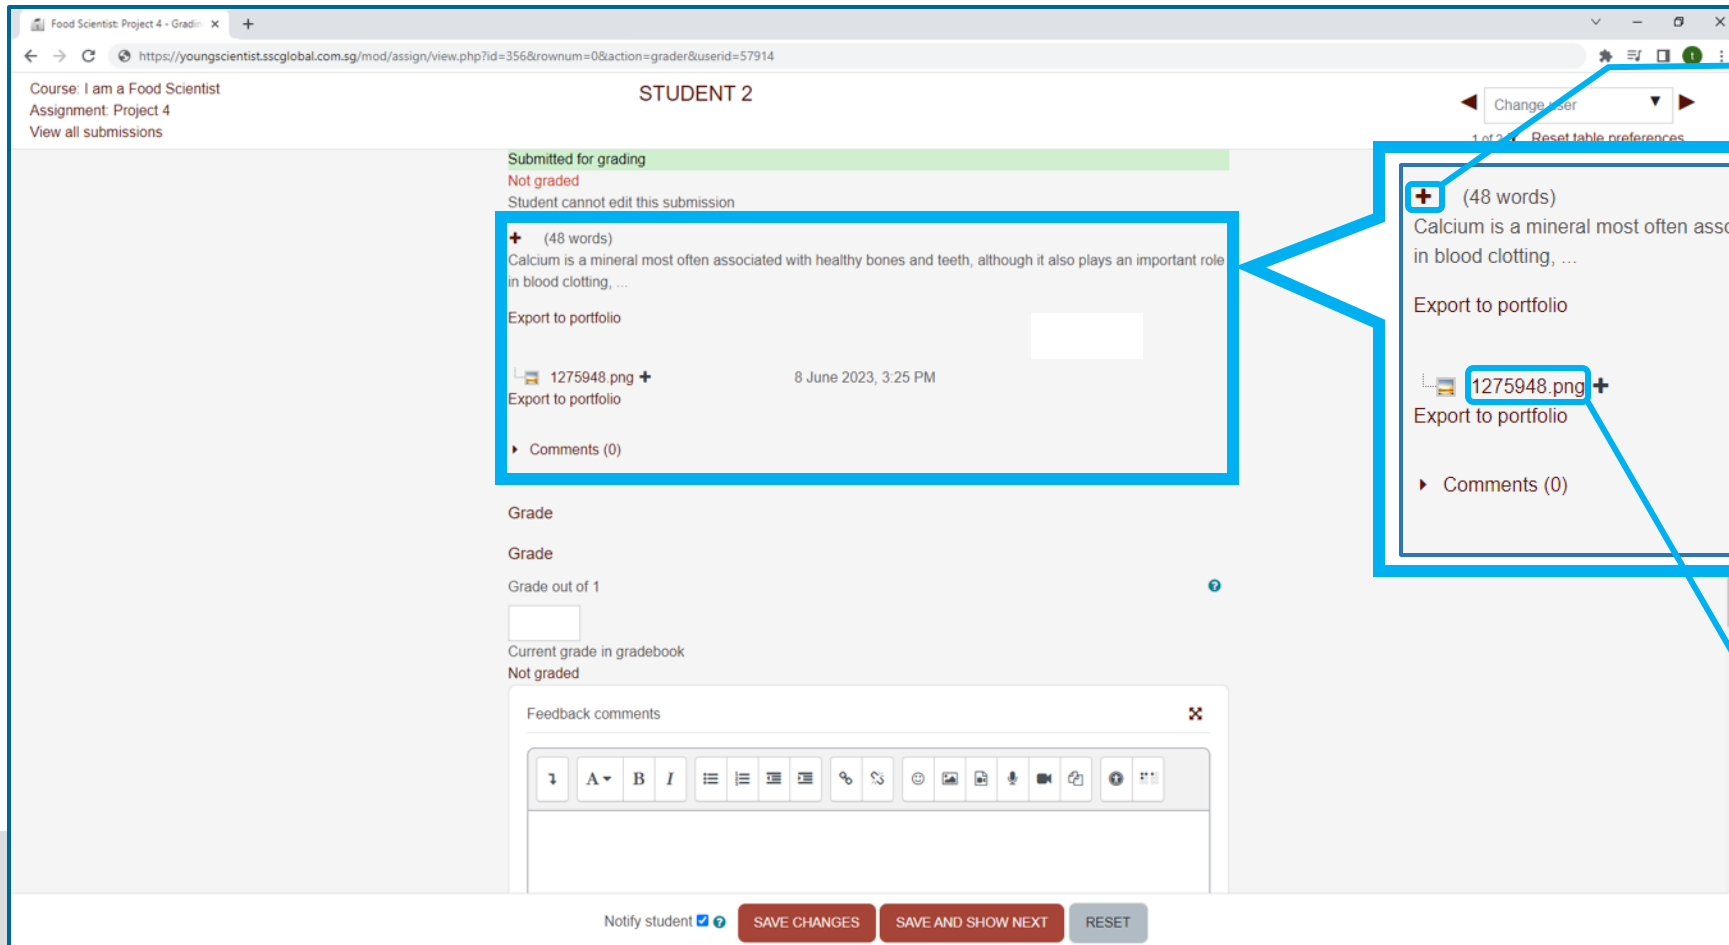 Food Scientist: Project 4 - Gradin
https://youngscientist.sscglobal.com.sg/mod/assign/view.php?id=356&rownum=0&action=grader&userid=57914
t
Course: I am a Food Scientist
Assignment: Project 4
View all submissions
STUDENT 2
Change user
1 of
Reset table preferences
Submitted for grading
Not graded
Student cannot edit this submission
(48 words)
Calcium is a mineral most often associated with healthy bones and teeth, although it also plays an important role
in blood clotting, ...
Export to portfolio
1275948.png
8 June 2023, 3:25 PM
Export to portfolio
Comments (0)
(48 words)
Calcium is a mineral most often asso
in blood clotting, ...
Export to portfolio
1275948.png
Export to portfolio
Comments (0)
Grade
Grade
Grade out of 1
Current grade in gradebook
Not graded
Feedback comments
A B I
Notify student
SAVE CHANGES
SAVE AND SHOW NEXT
RESET